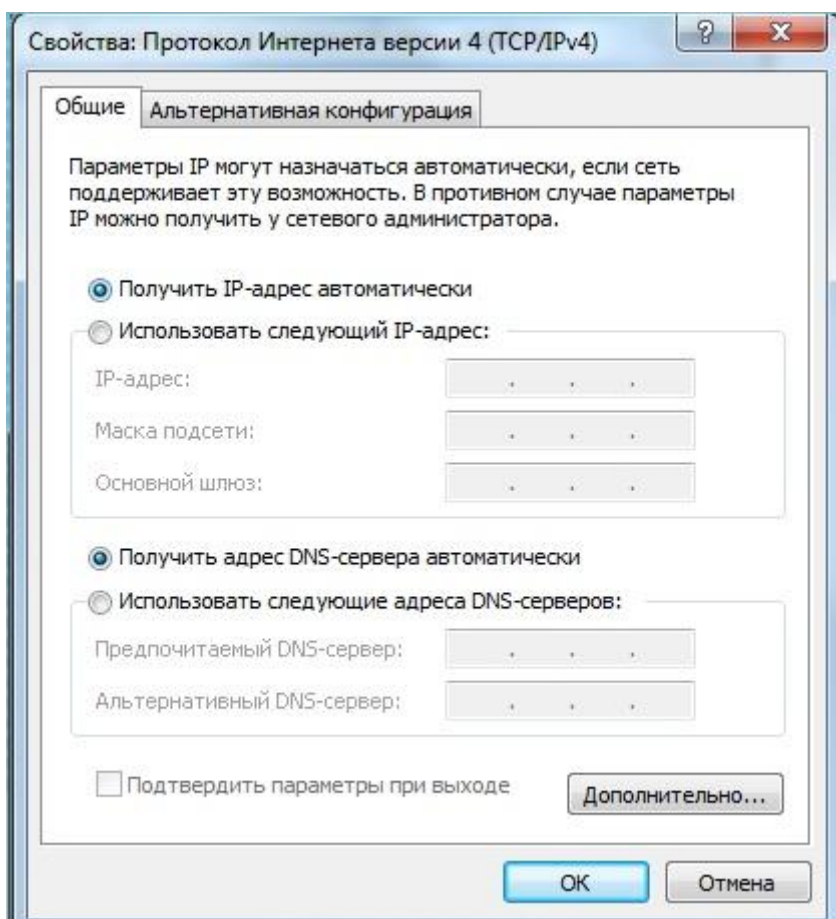 Свойства: Протокол Интернета версии 4 (TCP/IPv4)
?
X
Общие
Альтернативная конфигурация
Параметры IP могут назначаться автоматически, если сеть
поддерживает эту возможность. В противном случае параметры
IP можно получить у сетевого администратора.
Получить IP-адрес автоматически
Использовать следующий IP-адрес:
IP-адрес:
. . .
Маска подсети:
. . .
Основной шлюз:
. . .
Получить адрес DNS-сервера автоматически
Использовать следующие адреса DNS-серверов:
Предпочитаемый DNS-сервер:
. . .
Альтернативный DNS-сервер:
. . .
Подтвердить параметры при выходе
Дополнительно...
ОК
Отмена